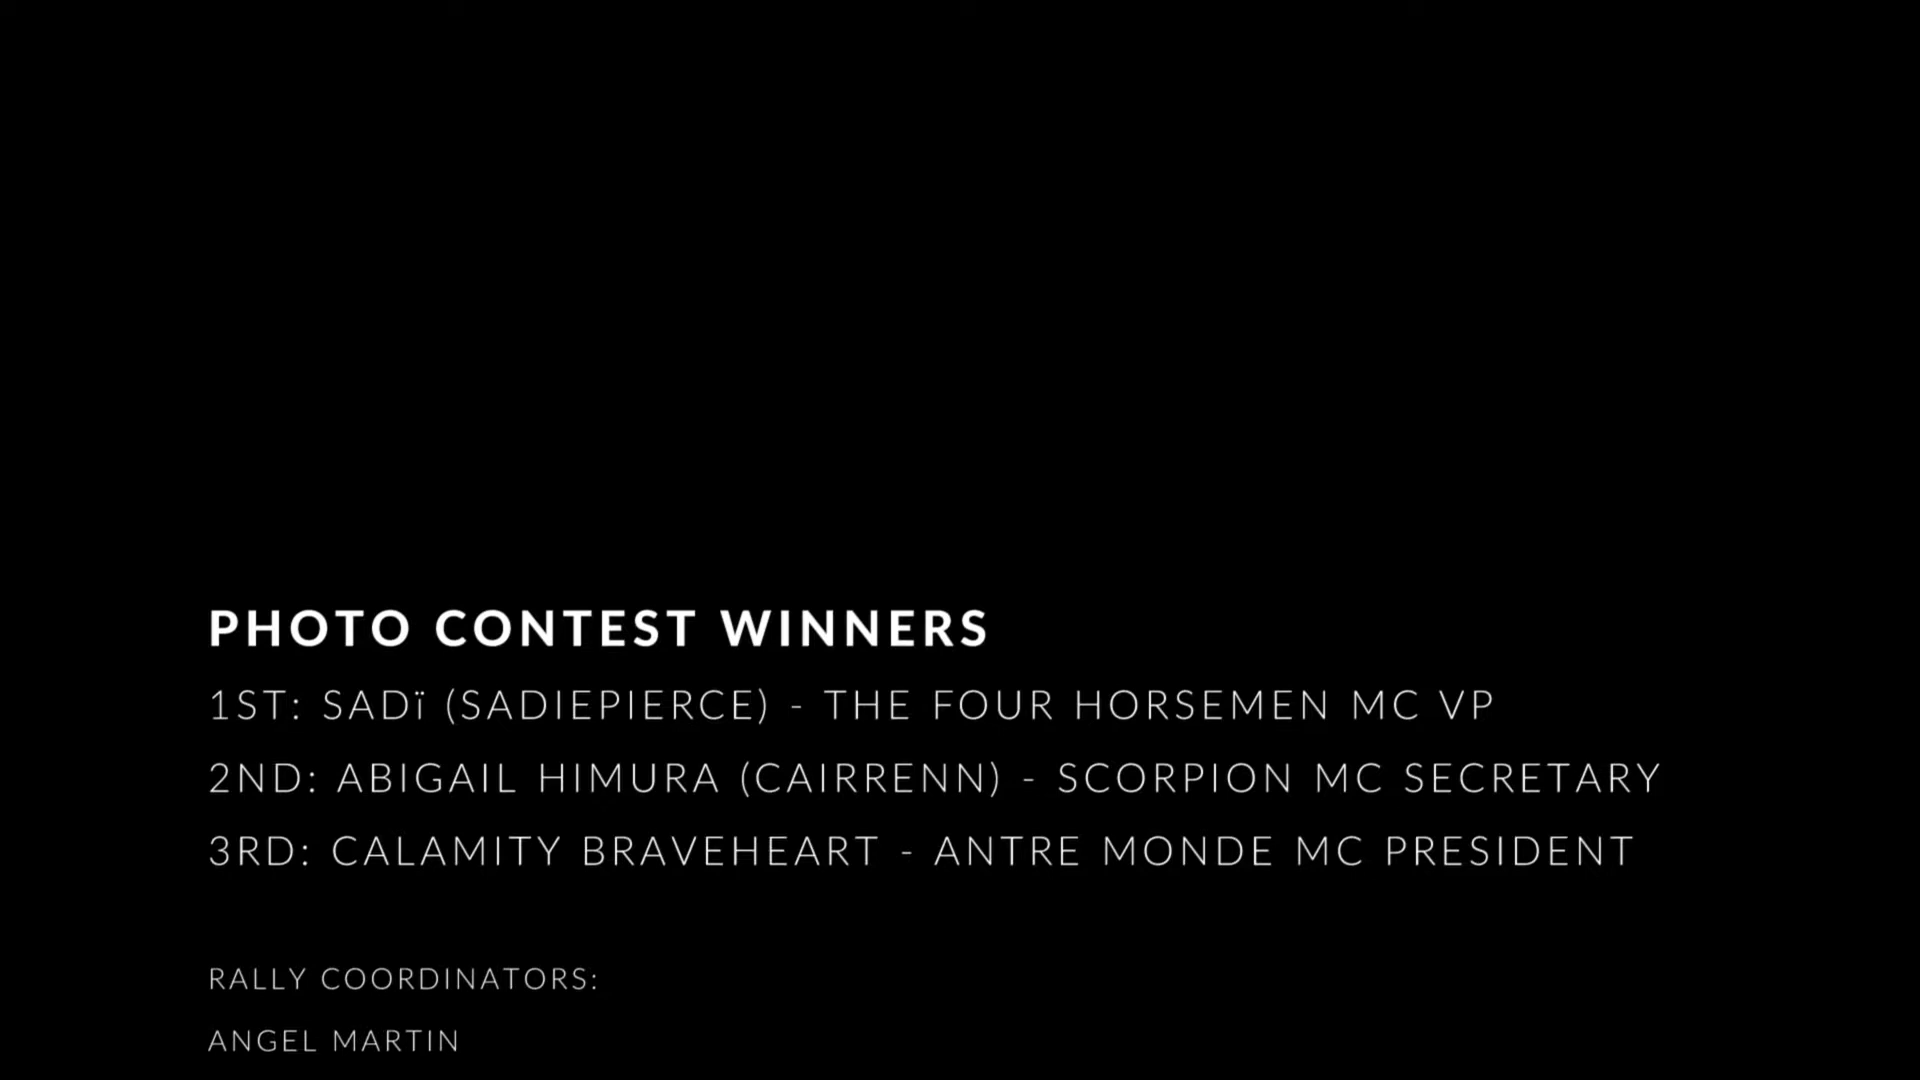 PHOTO CONTEST WINNERS
1ST: SADï (SADIEPIERCE) - THE FOUR HORSEMEN MC VP
2ND: ABIGAIL HIMURA (CAIRRENN) - SCORPION MC SECRETARY
3RD: CALAMITY BRAVEHEART - ANTRE MONDE MC PRESIDENT
RALLY COORDINATORS:
ANGEL MARTIN